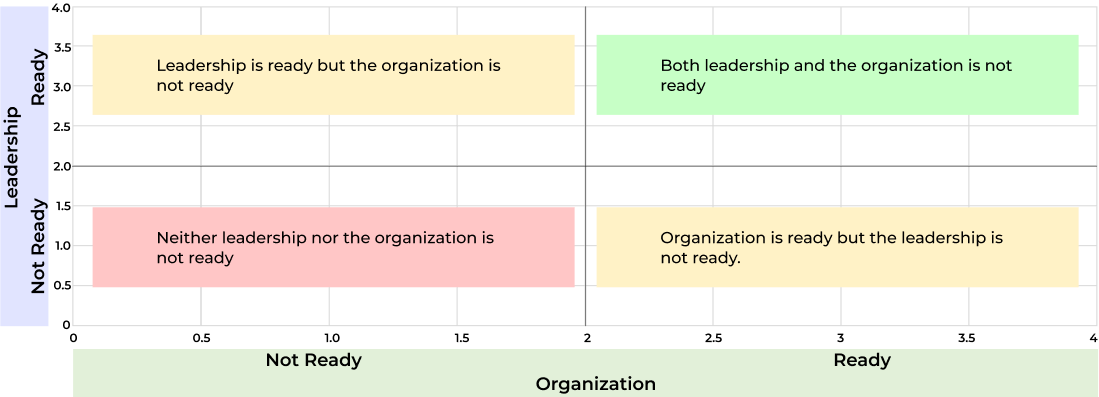 4.0
3.5
3.0
2.5
2.0
1.5
1.0
0.5
0
Leadership
Ready
Not Ready
Leadership is ready but the organization is
not ready
Both leadership and the organization is not
ready
Neither leadership nor the organization is
not ready
Organization is ready but the leadership is
not ready.
0 0.5 1.0 1.5 2 2.5 3 3.5 4
Not Ready Ready
Organization